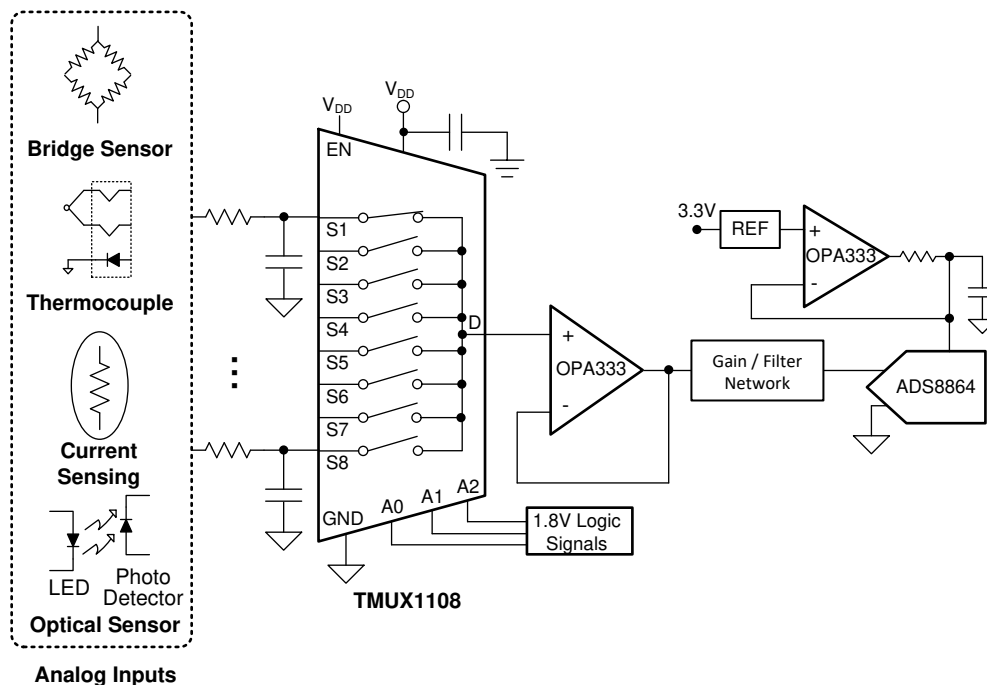 Bridge Sensor
Thermocouple
Current
Sensing
LED
Photo
Detector
Optical Sensor
Analog Inputs
VDD
VDD
EN
S1
S2
S3
S4
S5
S6
S7
S8
D
GND
A0
A1
A2
1.8V Logic
Signals
TMUX1108
+
OPA333
-
Gain / Filter
Network
3.3V
REF
+
OPA333
-
ADS8864